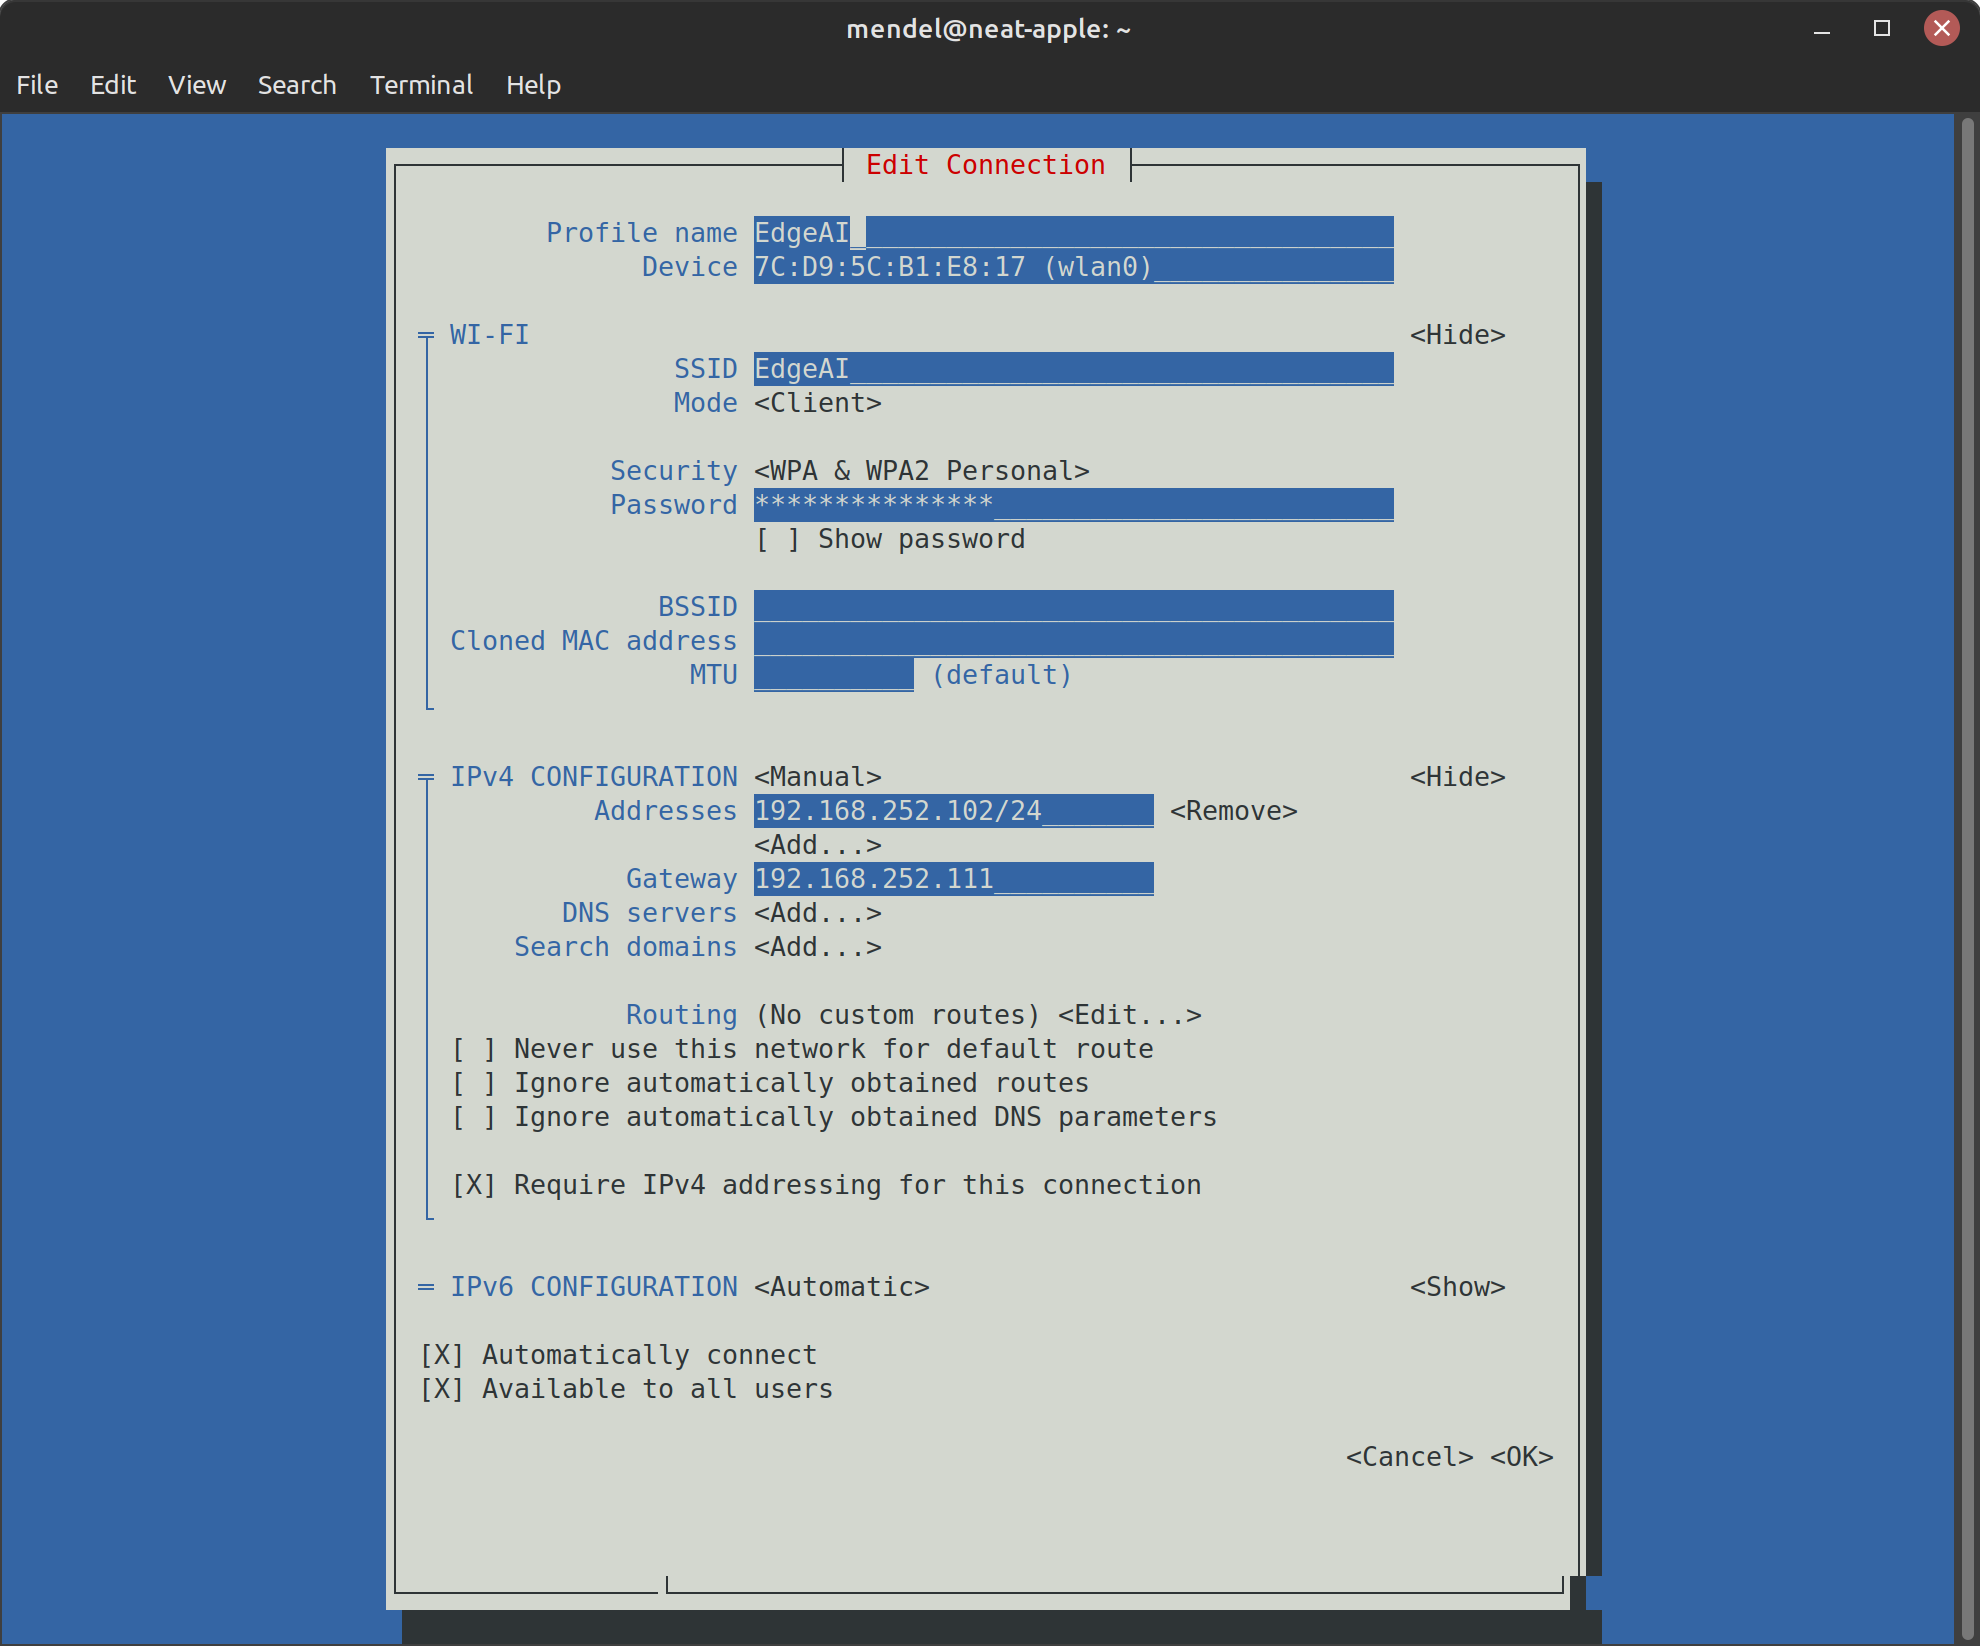 mendel@neat-apple: ~
File Edit View Search Terminal Help
Edit Connection
Profile name EdgeAI
Device 7C:D9:5C:B1:E8:17 (wlan0)
WI-FI <Hide>
SSID EdgeAI
Mode <Client>
Security <WPA & WPA2 Personal>
Password ***************
[ ] Show password
BSSID
Cloned MAC address
MTU (default)
IPv4 CONFIGURATION <Manual> <Hide>
Addresses 192.168.252.102/24 <Remove>
<Add...>
Gateway 192.168.252.111
DNS servers <Add...>
Search domains <Add...>
Routing (No custom routes) <Edit...>
[ ] Never use this network for default route
[ ] Ignore automatically obtained routes
[ ] Ignore automatically obtained DNS parameters
[X] Require IPv4 addressing for this connection
IPv6 CONFIGURATION <Automatic> <Show>
[X] Automatically connect
[X] Available to all users
<Cancel> <OK>